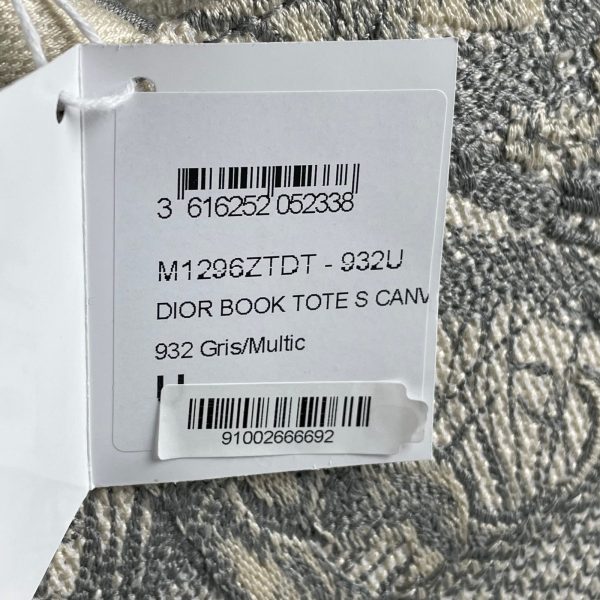 3 616252 052338
M1296ZTDT - 932U
DIOR BOOK TOTE S CANV
932 Gris/Multic
91002666692